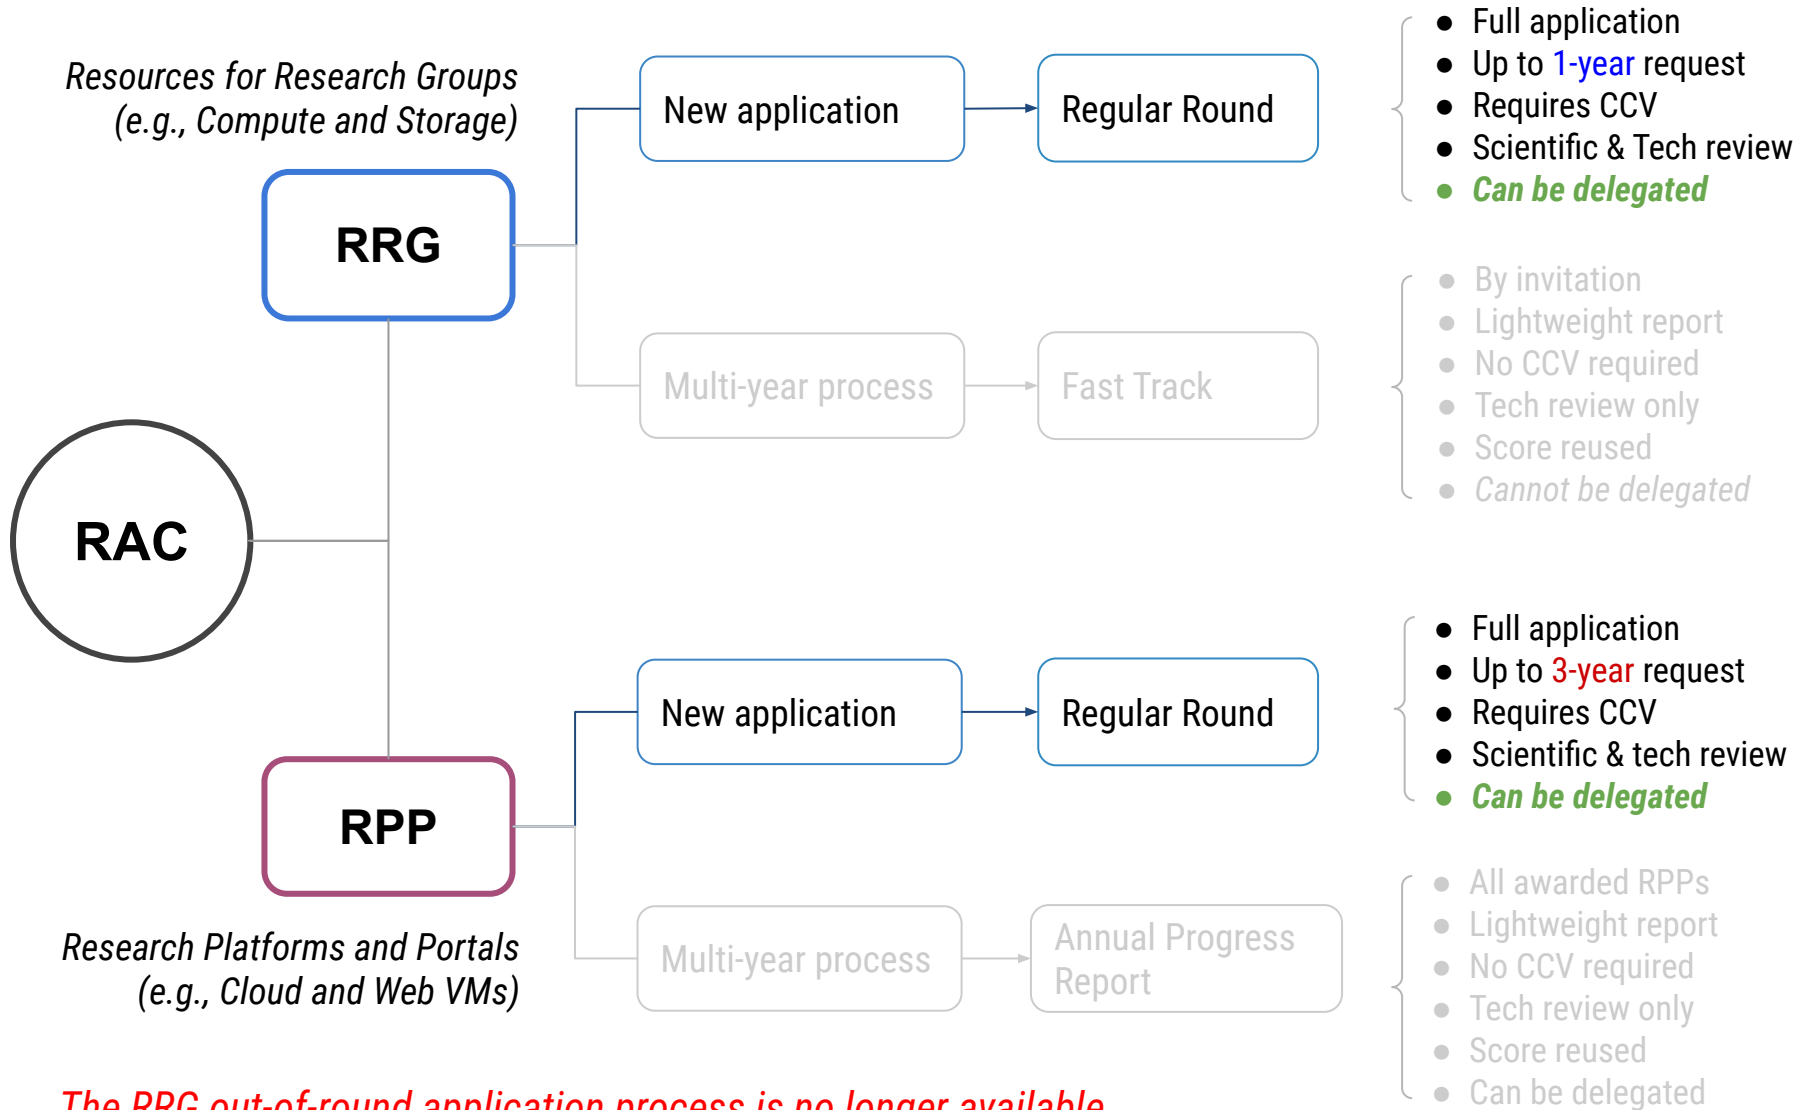 Resources for Research Groups
(e.g., Compute and Storage)
RRG
New application
Regular Round
● Full application
● Up to 1-year request
● Requires CCV
● Scientific & Tech review
● Can be delegated
Multi-year process
Fast Track
● By invitation
● Lightweight report
● No CCV required
● Tech review only
● Score reused
● Cannot be delegated
RAC
RPP
Research Platforms and Portals
(e.g., Cloud and Web VMs)
New application
Regular Round
● Full application
● Up to 3-year request
● Requires CCV
● Scientific & tech review
● Can be delegated
Multi-year process
Annual Progress
Report
● All awarded RPPs
● Lightweight report
● No CCV required
● Tech review only
● Score reused
● Can be delegated
The RRG out-of-round application process is no longer available